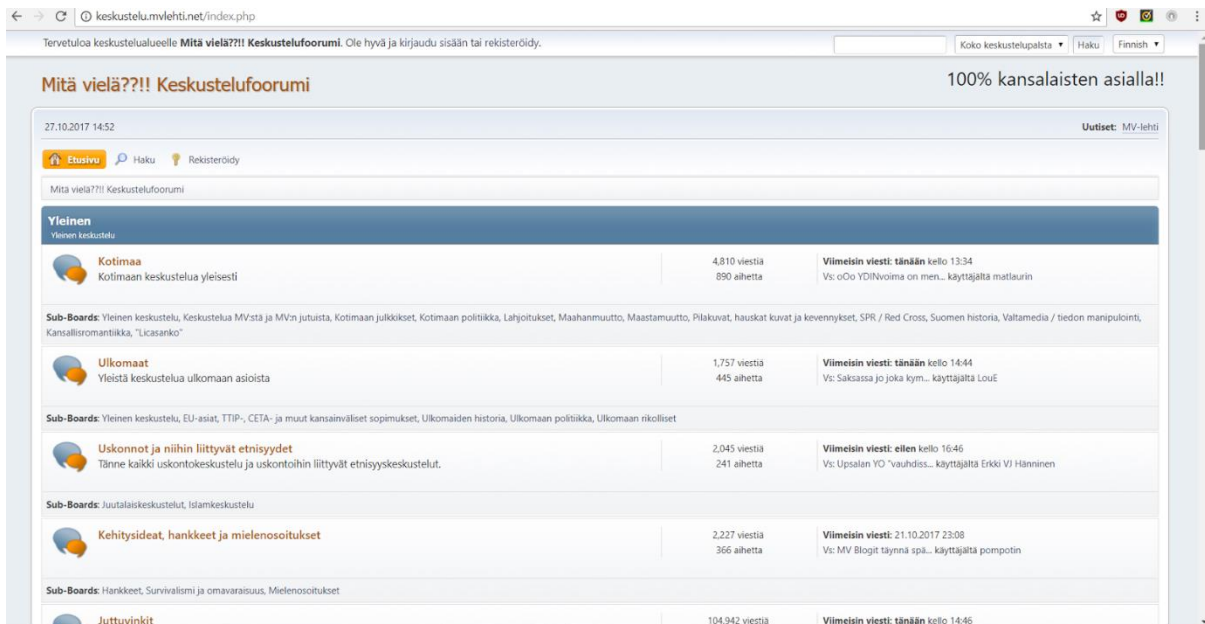 keskustelu.mvlehti.net/index.php
Tervetuloa keskustelualueelle Mitä vielä??!! Keskustelufoorumi. Ole hyvä ja kirjaudu sisään tai rekisteröidy.
Koko keskustelupalsta
Haku
Finnish
Mitä vielä??!! Keskustelufoorumi
100% kansalaisten asialla!!
27.10.2017 14:52
Uutiset: MV-lehti
Etusivu Haku Rekisteröidy
Mitä vielä??!! Keskustelufoorumi
Yleinen
Yleinen keskustelu
Kotimaa
Kotimaan keskustelua yleisesti
4,810 viestiä
890 aihetta
Viimeisin viesti: tänään kello 13:34
Vs: oOo YDINvoima on men... käyttäjältä matlaurin
Sub-Boards: Yleinen keskustelu, Keskustelua MV:stä ja MV:n jutuista, Kotimaan julkkikset, Kotimaan politiikka, Lahjoitukset, Maahanmuutto, Maastamuutto, Pilakuvat, hauskat kuvat ja kevennykset, SPR / Red Cross, Suomen historia, Valtamedia / tiedon manipulointi,
Kansallisromantiikka, "Licasanko"
Ulkomaat
Yleistä keskustelua ulkomaan asioista
1,757 viestiä
445 aihetta
Viimeisin viesti: tänään kello 14:44
Vs: Saksassa jo joka kym... käyttäjältä LouE
Sub-Boards: Yleinen keskustelu, EU-asiat, TTIP-, CETA- ja muut kansainväliset sopimukset, Ulkomaiden historia, Ulkomaan politiikka, Ulkomaan rikolliset
Uskonnot ja niihin liittyvät etnisyydet
Tänne kaikki uskontokeskustelu ja uskontoihin liittyvät etnisyyskeskustelut.
2,045 viestiä
241 aihetta
Viimeisin viesti: eilen kello 16:46
Vs: Upsalan YO "vauhdiss... käyttäjältä Erkki VJ Hänninen
Sub-Boards: Juutalaiskeskustelut, Islamkeskustelu
Kehitysideat, hankkeet ja mielenosoitukset
2,227 viestiä
366 aihetta
Viimeisin viesti: 21.10.2017 23:08
Vs: MV Blogit täynnä spä... käyttäjältä pompotin
Sub-Boards: Hankkeet, Survivalismi ja omavaraisuus, Mielenosoitukset
Juttuvinkit
104,942 viestiä
Viimeisin viesti: tänään kello 14:46